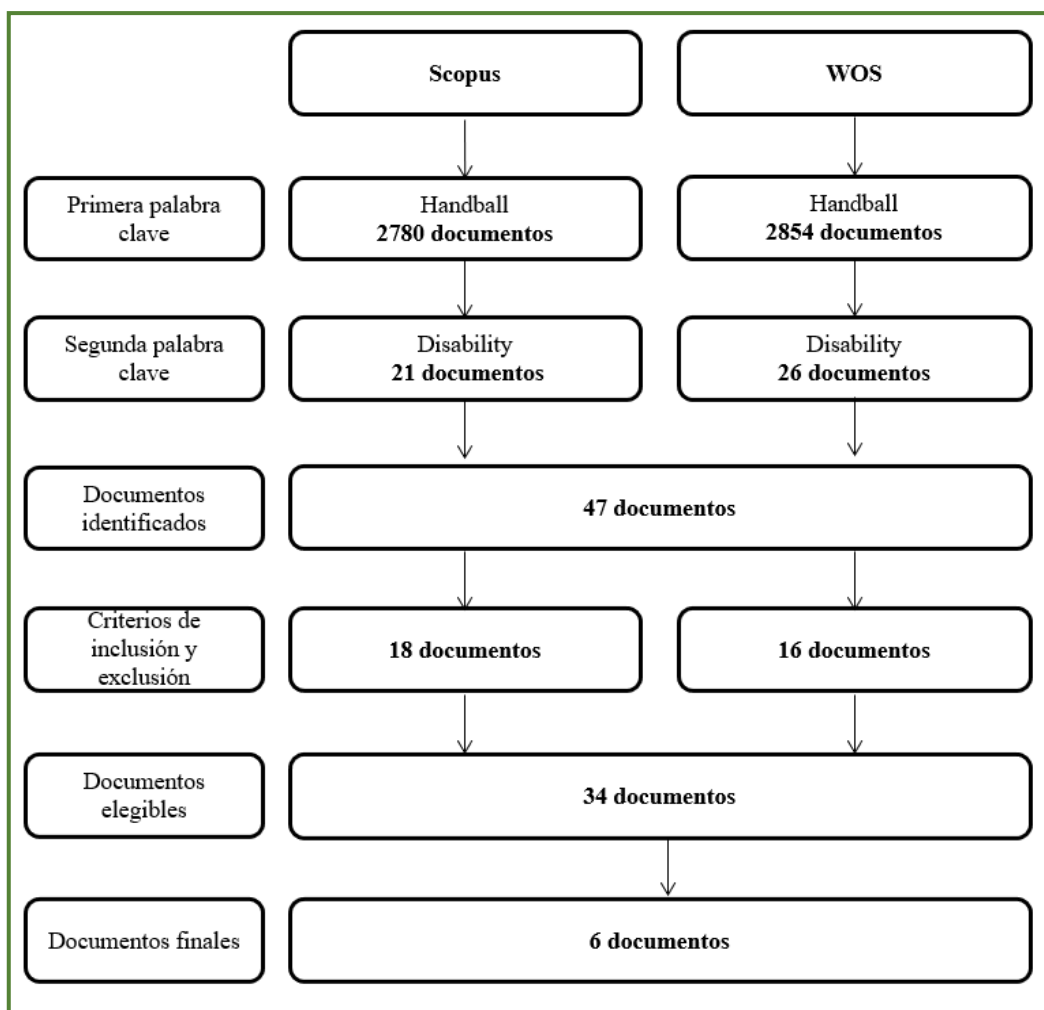 Scopus
WOS
Primera palabra
clave
Handball
2780 documentos
Handball
2854 documentos
Segunda palabra
clave
Disability
21 documentos
Disability
26 documentos
Documentos
identificados
47 documentos
Criterios de
inclusión y
exclusión
18 documentos
16 documentos
Documentos
elegibles
34 documentos
Documentos finales
6 documentos